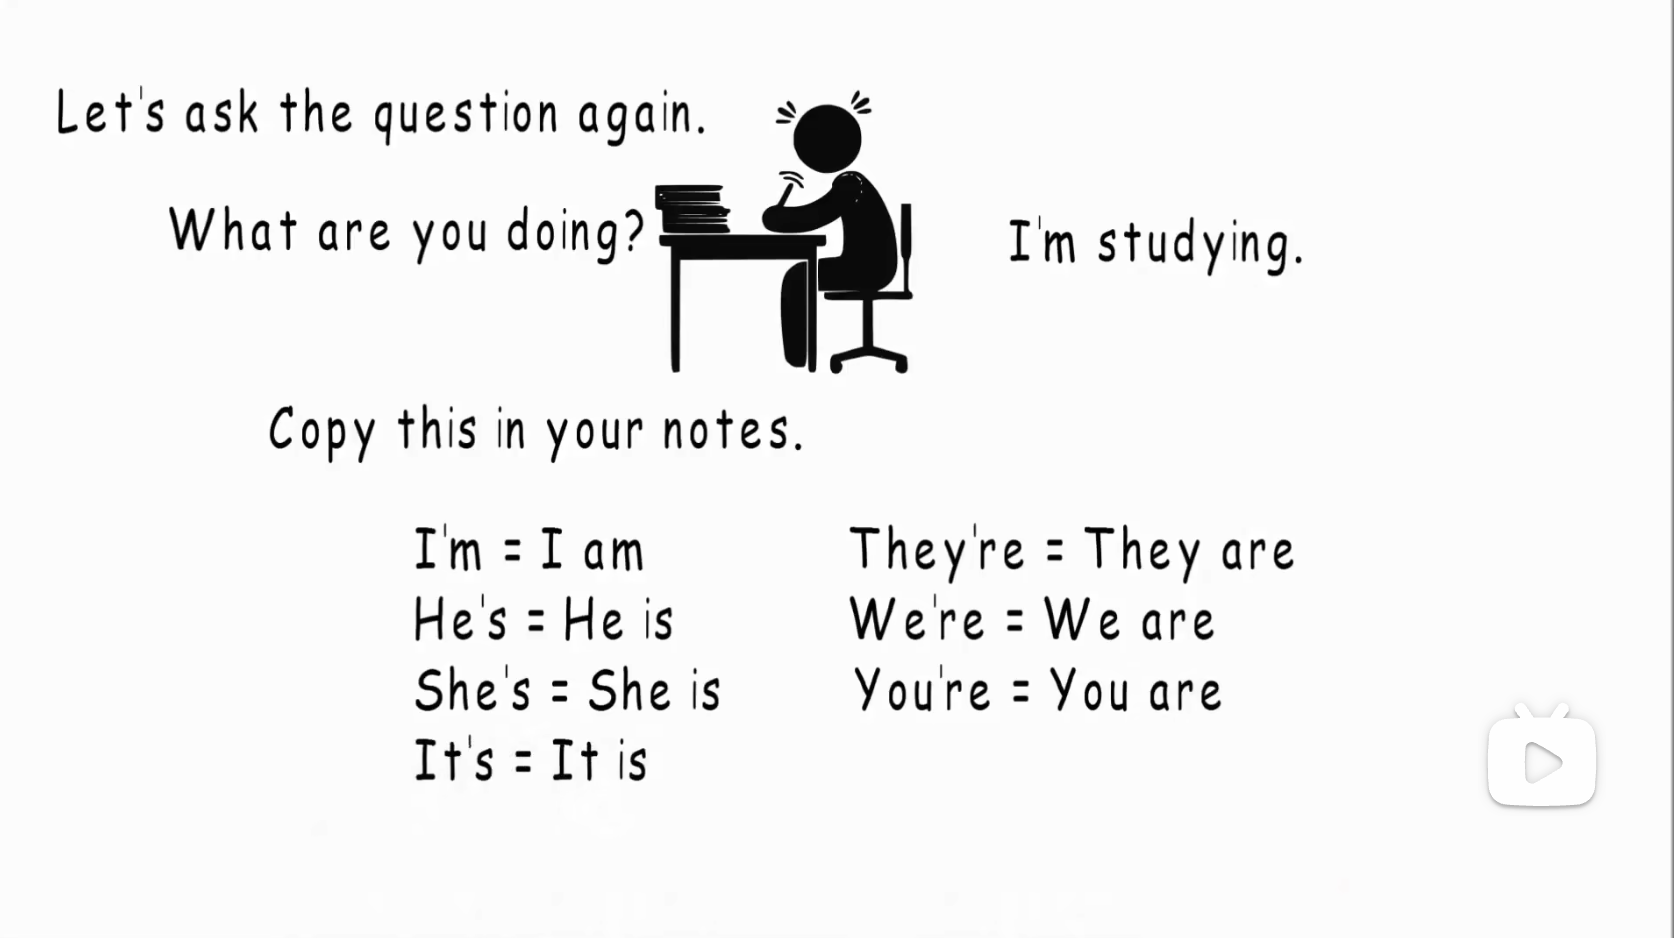 Let's ask the question again.
What are you doing?
I'm studying.
Copy this in your notes.
I'm = I am
He's = He is
She's = She is
It's = It is
They're = They are
We're = We are
You're = You are